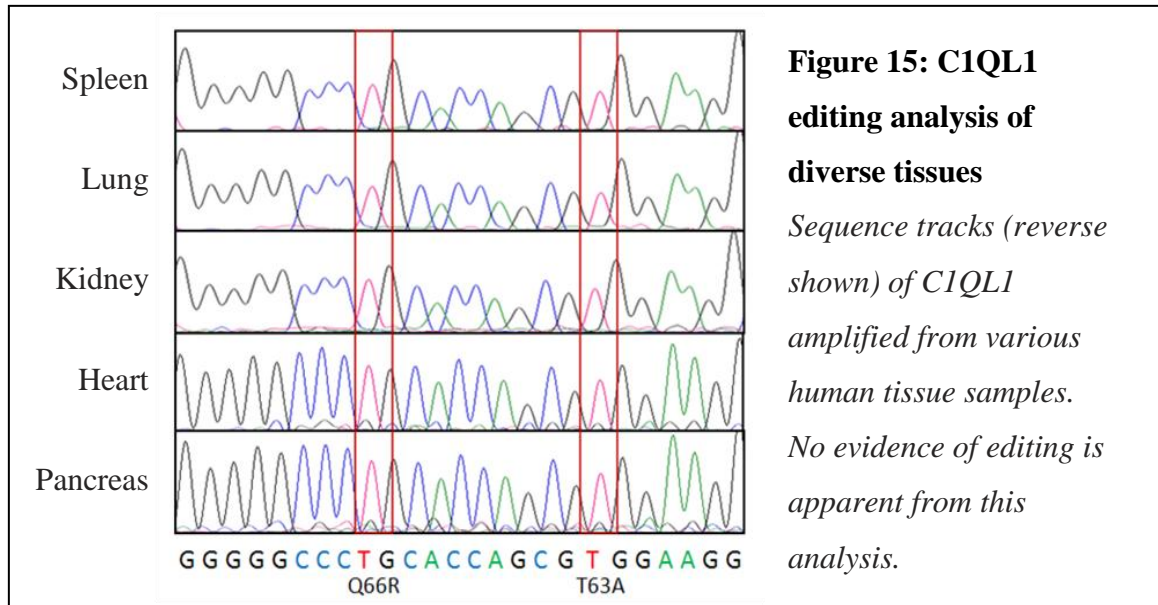 Spleen
Lung
Kidney
Heart
Pancreas
GGGGGCCCTGCACCAGCGTGGAAGG
Q66R T63A
Figure 15: C1QL1
editing analysis of
diverse tissues
Sequence tracks (reverse
shown) of C1QL1
amplified from various
human tissue samples.
No evidence of editing is
apparent from this
analysis.